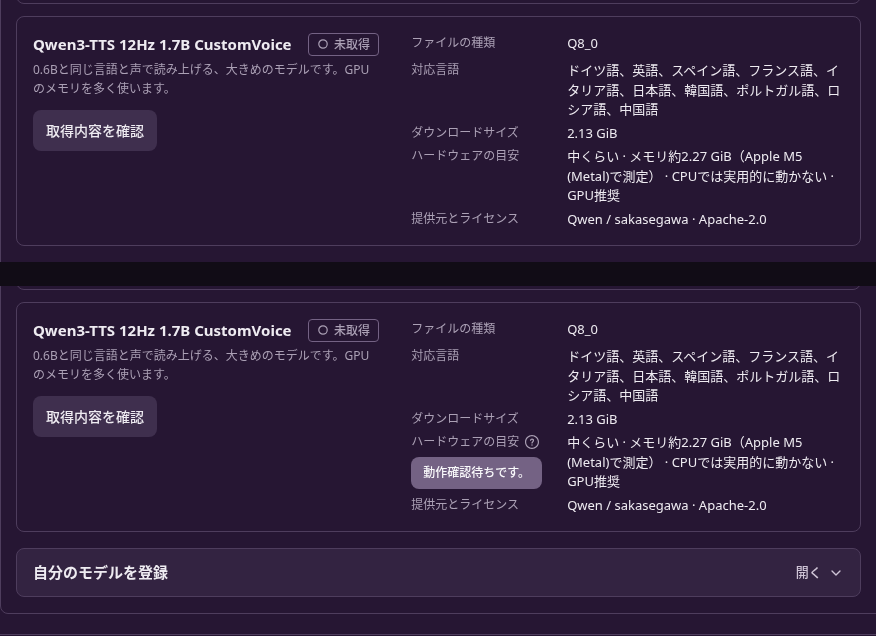 Qwen3-TTS 12Hz 1.7B CustomVoice
未取得
0.6Bと同じ言語と声で読み上げる、大きめのモデルです。GPU
のメモリを多く使います。
取得内容を確認
ファイルの種類
Q8_0
対応言語
ドイツ語、英語、スペイン語、フランス語、イ
タリア語、日本語、韓国語、ポルトガル語、ロ
シア語、中国語
ダウンロードサイズ
2.13 GiB
ハードウェアの目安
中くらい · メモリ約2.27 GiB（Apple M5
(Metal)で測定） · CPUでは実用的に動かない ·
GPU推奨
提供元とライセンス
Qwen / sakasegawa · Apache-2.0
Qwen3-TTS 12Hz 1.7B CustomVoice
未取得
0.6Bと同じ言語と声で読み上げる、大きめのモデルです。GPU
のメモリを多く使います。
取得内容を確認
ファイルの種類
Q8_0
対応言語
ドイツ語、英語、スペイン語、フランス語、イ
タリア語、日本語、韓国語、ポルトガル語、ロ
シア語、中国語
ダウンロードサイズ
2.13 GiB
ハードウェアの目安 ?
動作確認待ちです。
中くらい · メモリ約2.27 GiB（Apple M5
(Metal)で測定） · CPUでは実用的に動かない ·
GPU推奨
提供元とライセンス
Qwen / sakasegawa · Apache-2.0
自分のモデルを登録
開く